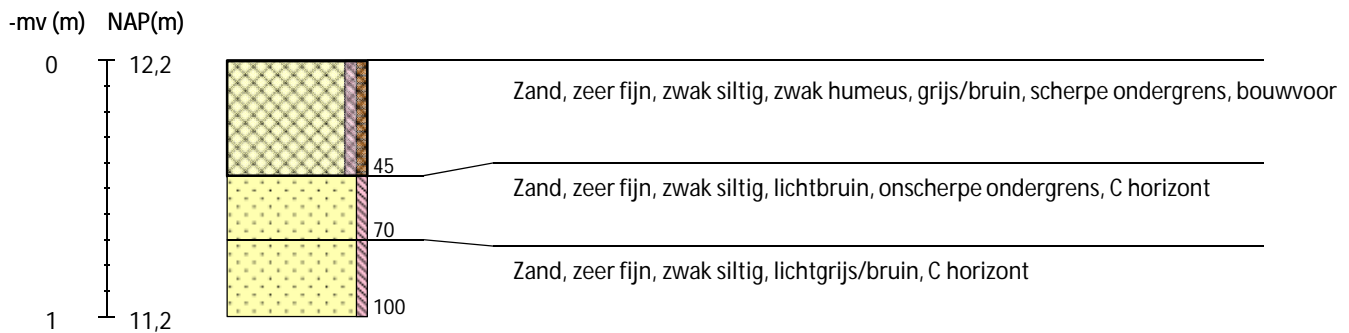 -mv (m) NAP(m)
0 12,2
Zand, zeer fijn, zwak siltig, zwak humeus, grijs/bruin, scherpe ondergrens, bouwvoor
45
Zand, zeer fijn, zwak siltig, lichtbruin, onscherpe ondergrens, C horizont
70
Zand, zeer fijn, zwak siltig, lichtgrijs/bruin, C horizont
100
1 11,2